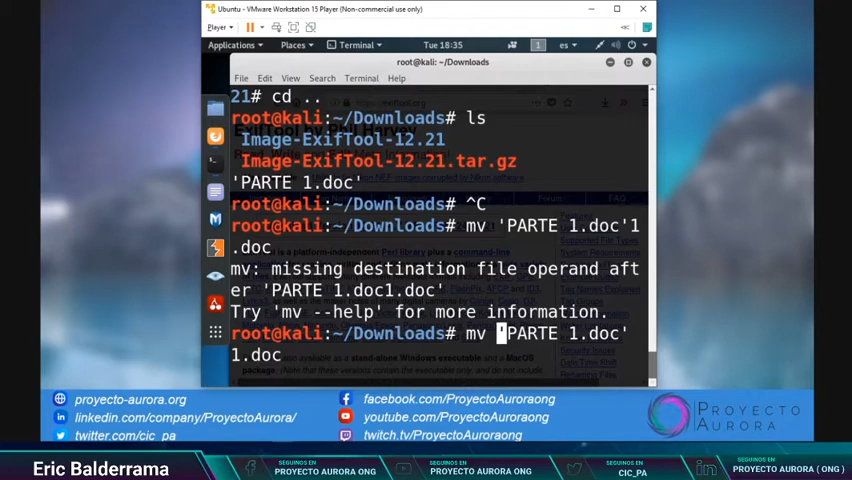 Ubuntu - VMware Workstation 15 Player (Non-commercial use only)
Player
Applications Places Terminal Tue 18:35 1 es
root@kali: ~/Downloads
File Edit View Search Terminal Help
21# cd ..
root@kali:~/Downloads# ls
Image-ExifTool-12.21
Image-ExifTool-12.21.tar.gz
'PARTE 1.doc'
root@kali:~/Downloads# ^C
root@kali:~/Downloads# mv 'PARTE 1.doc'1
.doc
mv: missing destination file operand aft
er 'PARTE 1.doc1.doc'
Try 'mv --help' for more information.
root@kali:~/Downloads# mv 'PARTE 1.doc'
1.doc
proyecto-aurora.org
facebook.com/ProyectoAuroraong
linkedin.com/company/ProyectoAurora/
youtube.com/ProyectoAuroraong
twitter.com/cic_pa
twitch.tv/ProyectoAuroraong
PROYECTO
AURORA
Eric Balderrama
SEGUINOS EN
PROYECTO AURORA ONG
SEGUINOS EN
PROYECTO AURORA ONG
SEGUINOS EN
CIC_PA
SEGUINOS EN
PROYECTO AURORA ( ONG )